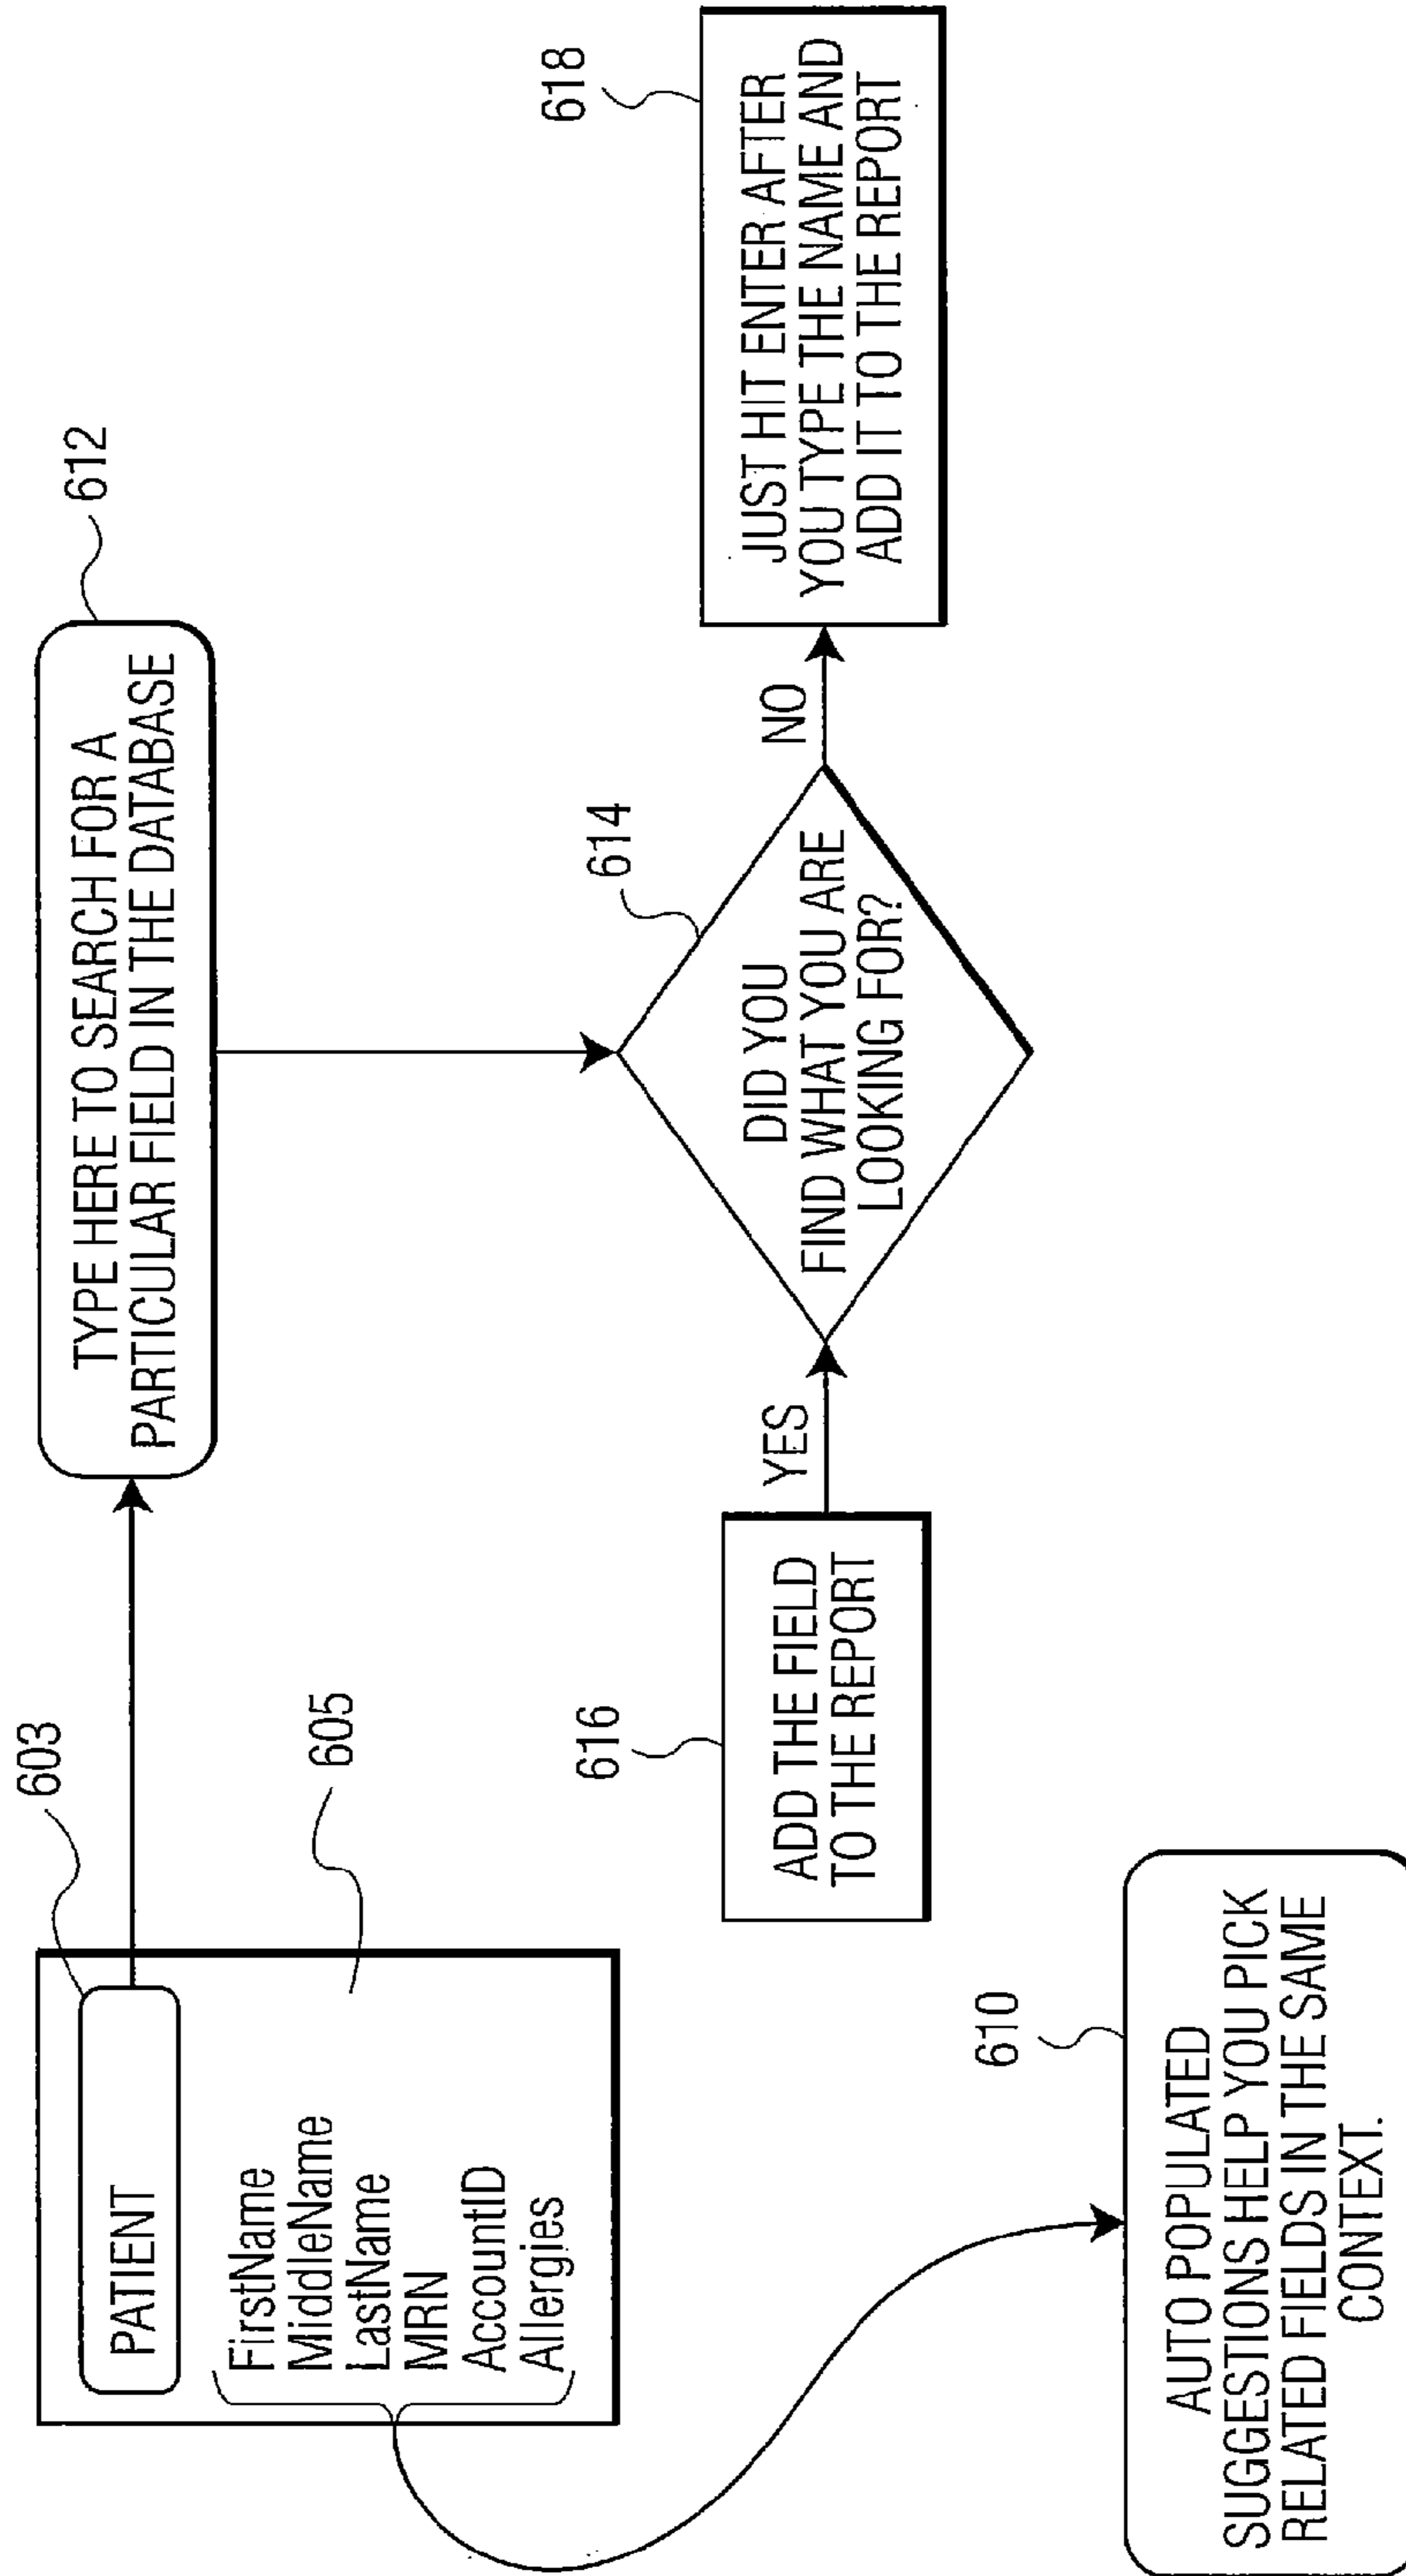 603
PATIENT
605
FirstName
MiddleName
LastName
MRN
AccountID
Allergies
612
TYPE HERE TO SEARCH FOR A
PARTICULAR FIELD IN THE DATABASE
616
ADD THE FIELD
TO THE REPORT
YES
614
DID YOU
FIND WHAT YOU ARE
LOOKING FOR?
NO
618
JUST HIT ENTER AFTER
YOU TYPE THE NAME AND
ADD IT TO THE REPORT
610
AUTO POPULATED
SUGGESTIONS HELP YOU PICK
RELATED FIELDS IN THE SAME
CONTEXT.